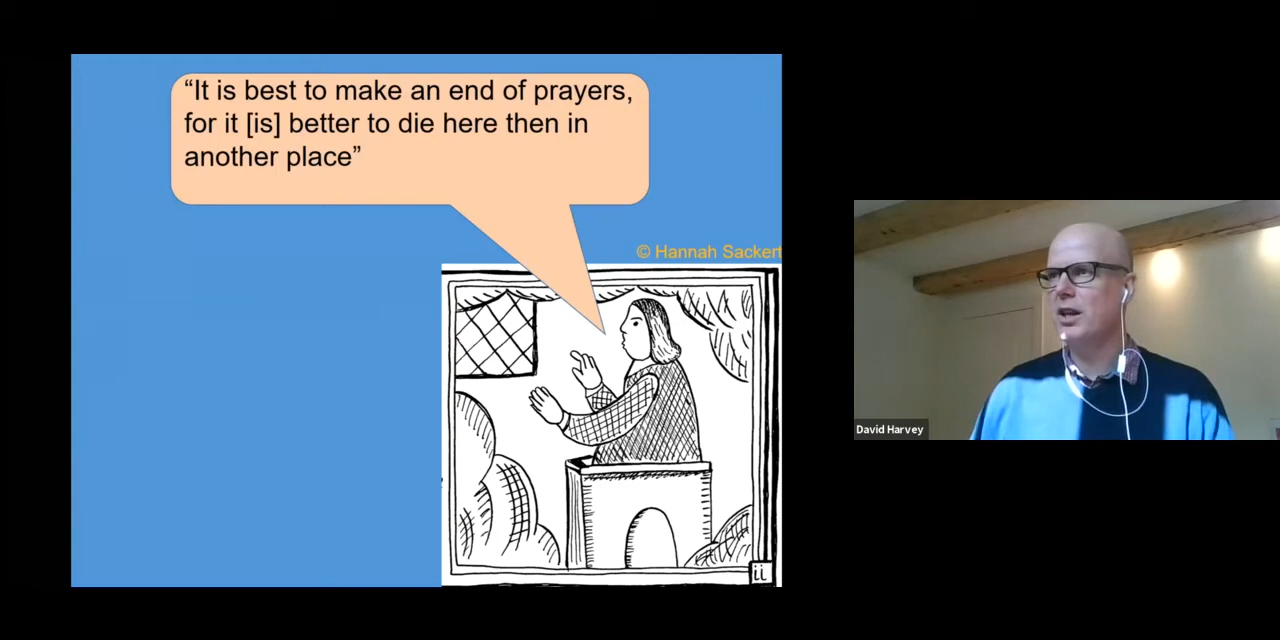 “It is best to make an end of prayers,
for it [is] better to die here then in
another place”
© Hannah Sackert
ii
David Harvey